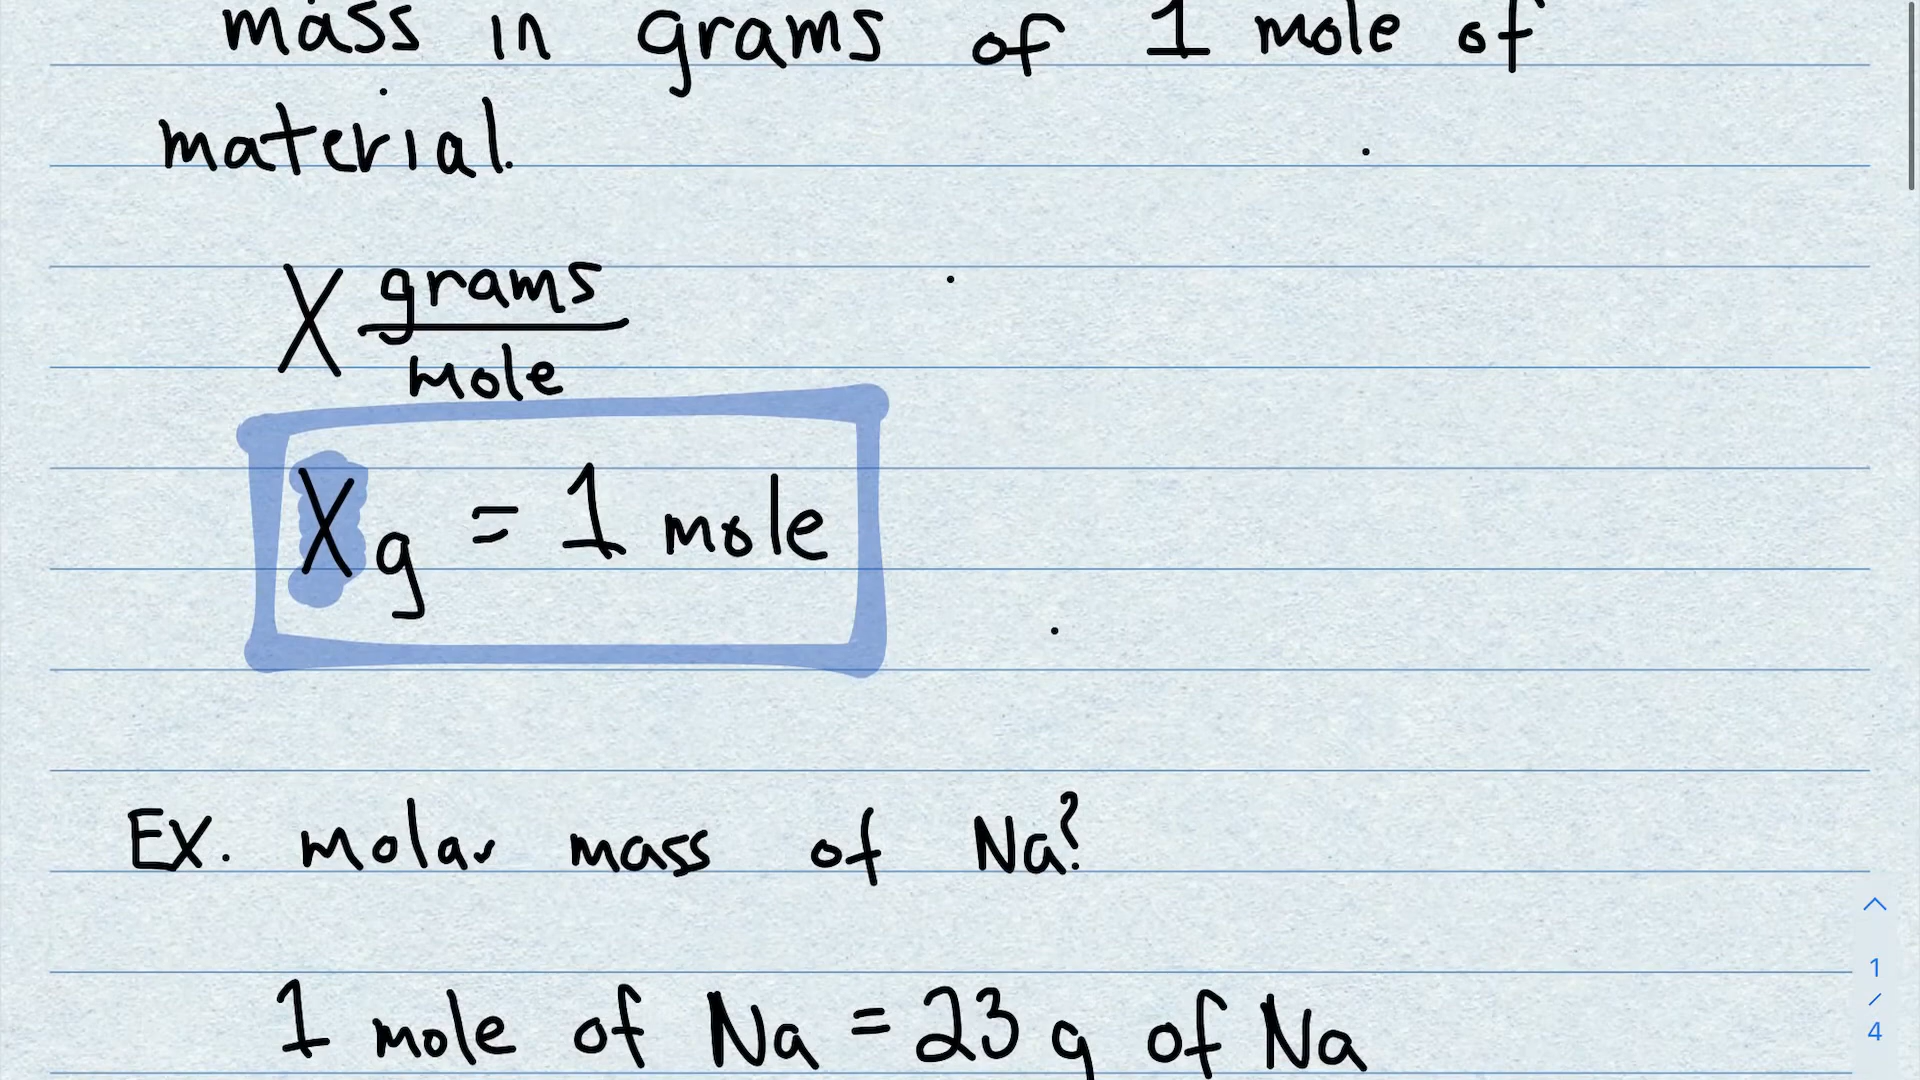 mass in grams of 1 mole of
material.
X grams
mole
Xg = 1 mole
Ex. molar mass of Na?
1 mole of Na = 23 g of Na
1
/
4